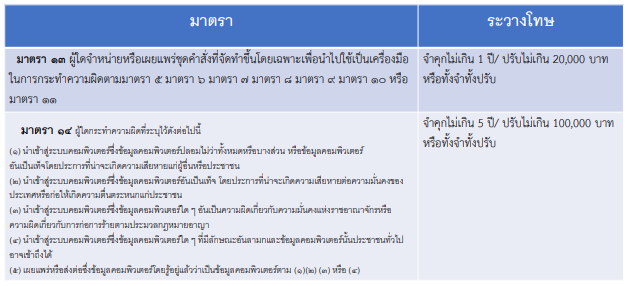 มาตรา
ระวางโทษ
มาตรา ๑๓ ผู้ใดจำหน่ายหรือเผยแพร่ชุดคำสั่งที่จัดทำขึ้นโดยเฉพาะเพื่อนำไปใช้เป็นเครื่องมือ
ในการกระทำความผิดตามมาตรา ๕ มาตรา ๖ มาตรา ๗ มาตรา ๘ มาตรา ๙ มาตรา ๑๐ หรือ
มาตรา ๑๑
จำคุกไม่เกิน 1 ปี/ ปรับไม่เกิน 20,000 บาท
หรือทั้งจำทั้งปรับ
มาตรา ๑๔ ผู้ใดกระทำความผิดที่ระบุไว้ดังต่อไปนี้
(๑) นำเข้าสู่ระบบคอมพิวเตอร์ซึ่งข้อมูลคอมพิวเตอร์ปลอมไม่ว่าทั้งหมดหรือบางส่วน หรือข้อมูลคอมพิวเตอร์
อันเป็นเท็จโดยประการที่น่าจะเกิดความเสียหายแก่ผู้อื่นหรือประชาชน
(๒) นำเข้าสู่ระบบคอมพิวเตอร์ซึ่งข้อมูลคอมพิวเตอร์อันเป็นเท็จ โดยประการที่น่าจะเกิดความเสียหายต่อความมั่นคงของ
ประเทศหรือก่อให้เกิดความตื่นตระหนกแก่ประชาชน
(๓) นำเข้าสู่ระบบคอมพิวเตอร์ซึ่งข้อมูลคอมพิวเตอร์ใด ๆ อันเป็นความผิดเกี่ยวกับความมั่นคงแห่งราชอาณาจักรหรือ
ความผิดเกี่ยวกับการก่อการร้ายตามประมวลกฎหมายอาญา
(๔) นำเข้าสู่ระบบคอมพิวเตอร์ซึ่งข้อมูลคอมพิวเตอร์ใด ๆ ที่มีลักษณะอันลามกและข้อมูลคอมพิวเตอร์นั้นประชาชนทั่วไป
อาจเข้าถึงได้
(๕) เผยแพร่หรือส่งต่อซึ่งข้อมูลคอมพิวเตอร์โดยรู้อยู่แล้วว่าเป็นข้อมูลคอมพิวเตอร์ตาม (๑)(๒) (๓) หรือ (๔)
จำคุกไม่เกิน 5 ปี/ ปรับไม่เกิน 100,000 บาท
หรือทั้งจำทั้งปรับ